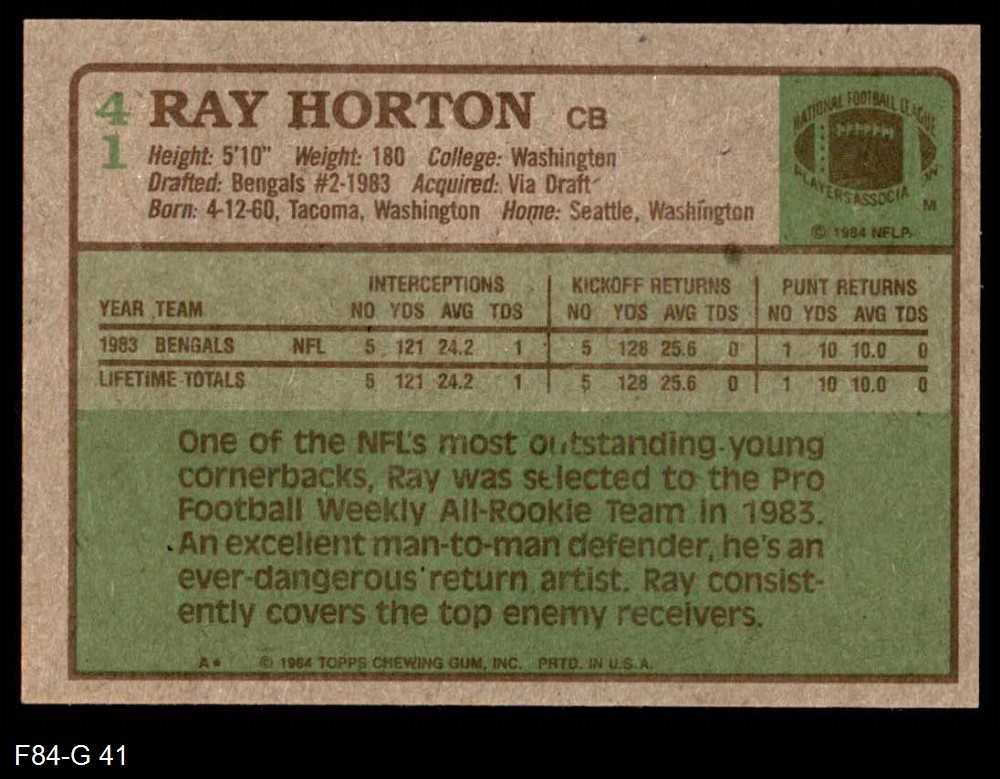 41 RAY HORTON CB
Height: 5'10" Weight: 180 College: Washington
Drafted: Bengals #2-1983 Acquired: Via Draft
Born: 4-12-60, Tacoma, Washington Home: Seattle, Washington
NATIONAL FOOTBALL LEAGUE
PLAYERS ASSOCIA
© 1984 NFLP.
INTERCEPTIONS KICKOFF RETURNS PUNT RETURNS
YEAR TEAM NO YDS AVG TDS NO YDS AVG TDS NO YDS AVG TDS
1983 BENGALS NFL 5 121 24.2 1 5 128 25.6 0 1 10 10.0 0
LIFETIME TOTALS 5 121 24.2 1 5 128 25.6 0 1 10 10.0 0
One of the NFL's most outstanding young
cornerbacks, Ray was selected to the Pro
Football Weekly All-Rookie Team in 1983.
An excellent man-to-man defender, he's an
ever-dangerous return artist. Ray consist-
ently covers the top enemy receivers.
A* © 1984 TOPPS CHEWING GUM, INC. PRTD. IN U.S.A.
F84-G 41